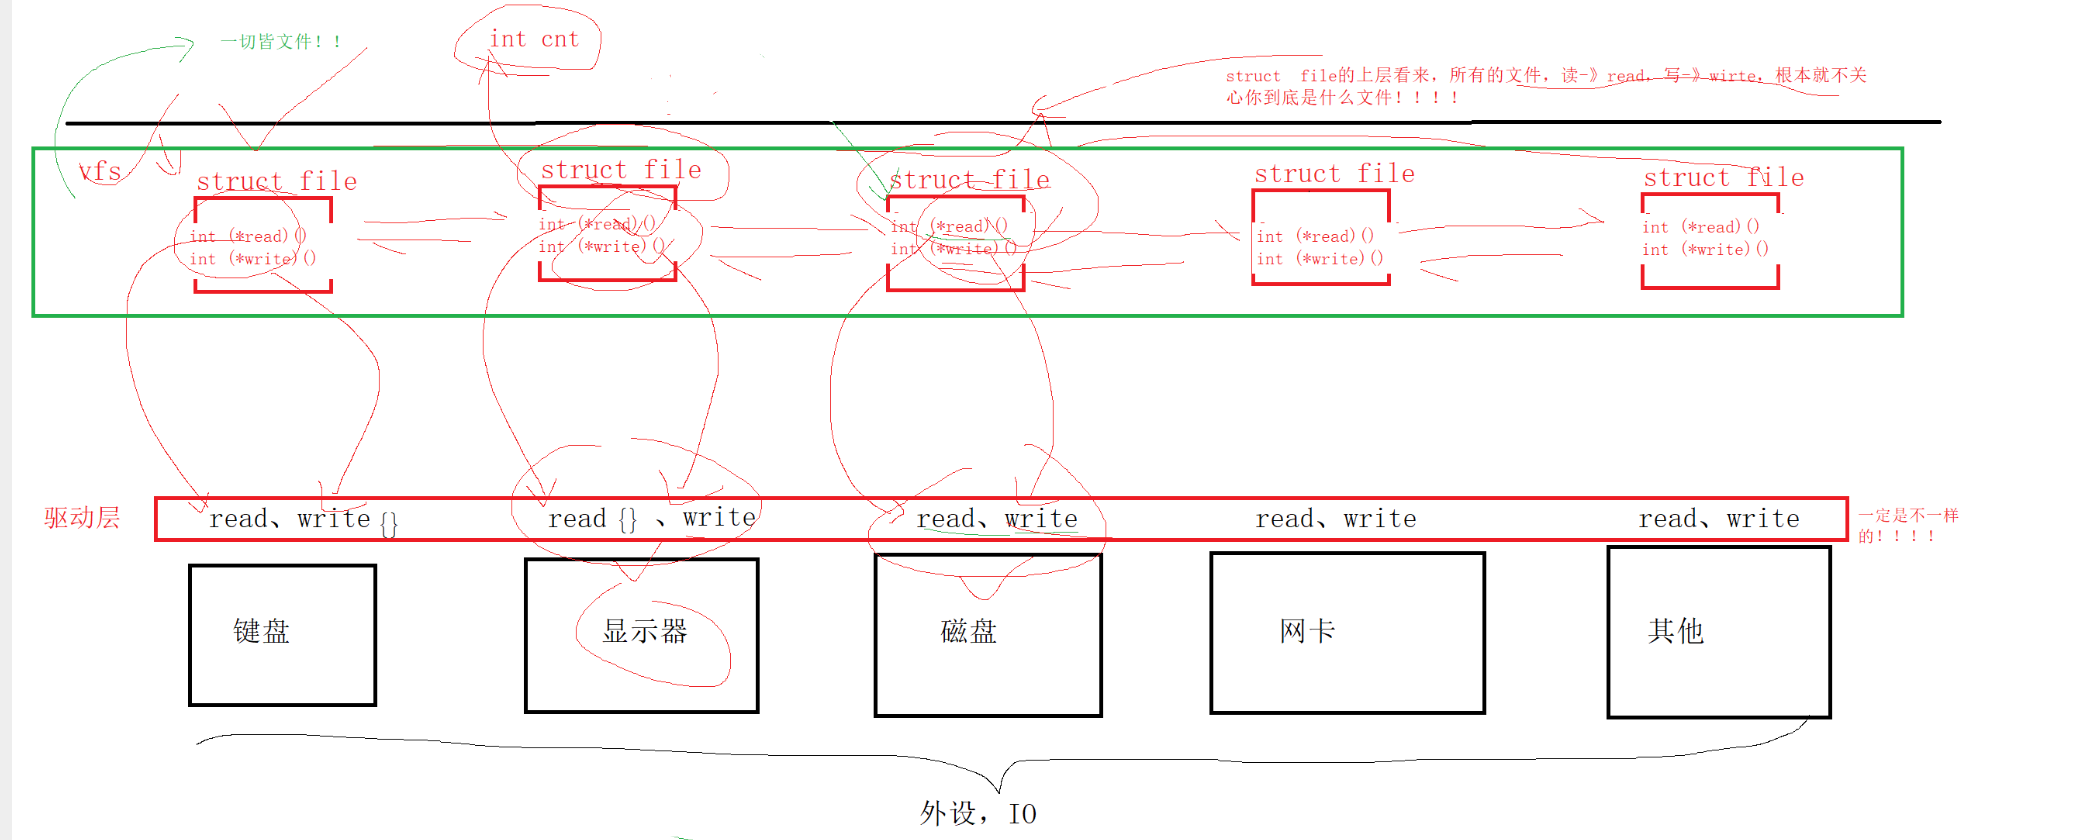 一切皆文件！！
int cnt
struct  file的上层看来，所有的文件，读-》read，写-》wirte，根本就不关
心你到底是什么文件！！！！
vfs
struct file
int (*read)()
int (*write)()
struct file
int (*read)()
int (*write)()
struct file
int (*read)()
int (*write)()
struct file
int (*read)()
int (*write)()
struct file
int (*read)()
int (*write)()
驱动层
read、write{}
read{} 、write
read、write
read、write
read、write
一定是不一样
的！！！！
键盘
显示器
磁盘
网卡
其他
外设，IO